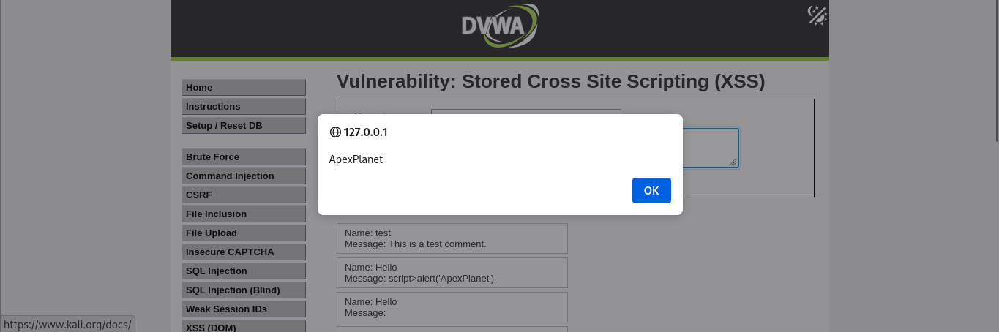 DVWA
Vulnerability: Stored Cross Site Scripting (XSS)
Home
Instructions
Setup / Reset DB
Brute Force
Command Injection
CSRF
File Inclusion
File Upload
Insecure CAPTCHA
SQL Injection
SQL Injection (Blind)
Weak Session IDs
XSS (DOM)
127.0.0.1
ApexPlanet
OK
Name: test
Message: This is a test comment.
Name: Hello
Message: script>alert('ApexPlanet')
Name: Hello
Message:
https://www.kali.org/docs/